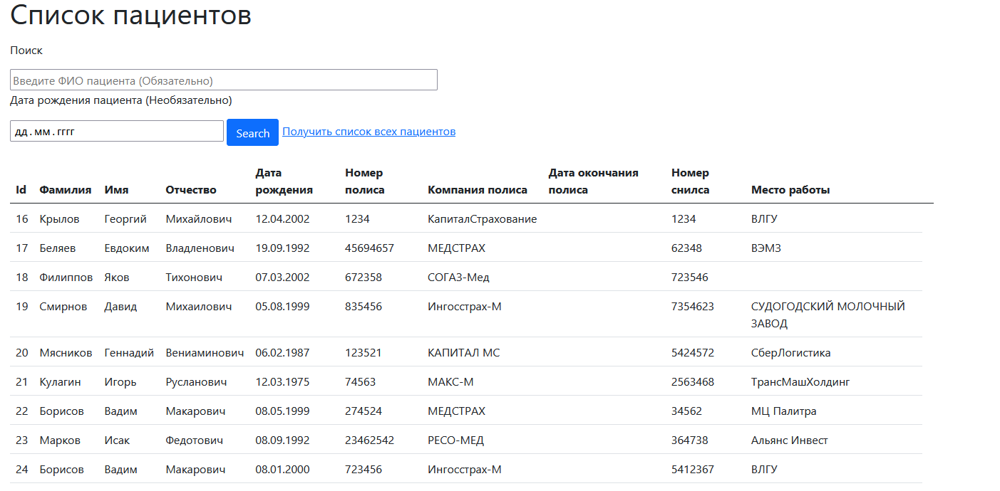 Список пациентов
Поиск
Введите ФИО пациента (Обязательно)
Дата рождения пациента (Необязательно)
дд.мм.гггг Search Получить список всех пациентов
Id Фамилия Имя Отчество Дата рождения Номер полиса Компания полиса Дата окончания полиса Номер снилса Место работы
16 Крылов Георгий Михайлович 12.04.2002 1234 КапиталСтрахование 1234 ВЛГУ
17 Беляев Евдоким Владленович 19.09.1992 45694657 МЕДСТРАХ 62348 ВЭМЗ
18 Филиппов Яков Тихонович 07.03.2002 672358 СОГАЗ-Мед 723546
19 Смирнов Давид Михаилович 05.08.1999 835456 Ингосстрах-М 7354623 СУДОГОДСКИЙ МОЛОЧНЫЙ ЗАВОД
20 Мясников Геннадий Вениаминович 06.02.1987 123521 КАПИТАЛ МС 5424572 СберЛогистика
21 Кулагин Игорь Русланович 12.03.1975 74563 МАКС-М 2563468 ТрансМашХолдинг
22 Борисов Вадим Макарович 08.05.1999 274524 МЕДСТРАХ 34562 МЦ Палитра
23 Марков Исак Федотович 08.09.1992 23462542 РЕСО-МЕД 364738 Альянс Инвест
24 Борисов Вадим Макарович 08.01.2000 723456 Ингосстрах-М 5412367 ВЛГУ